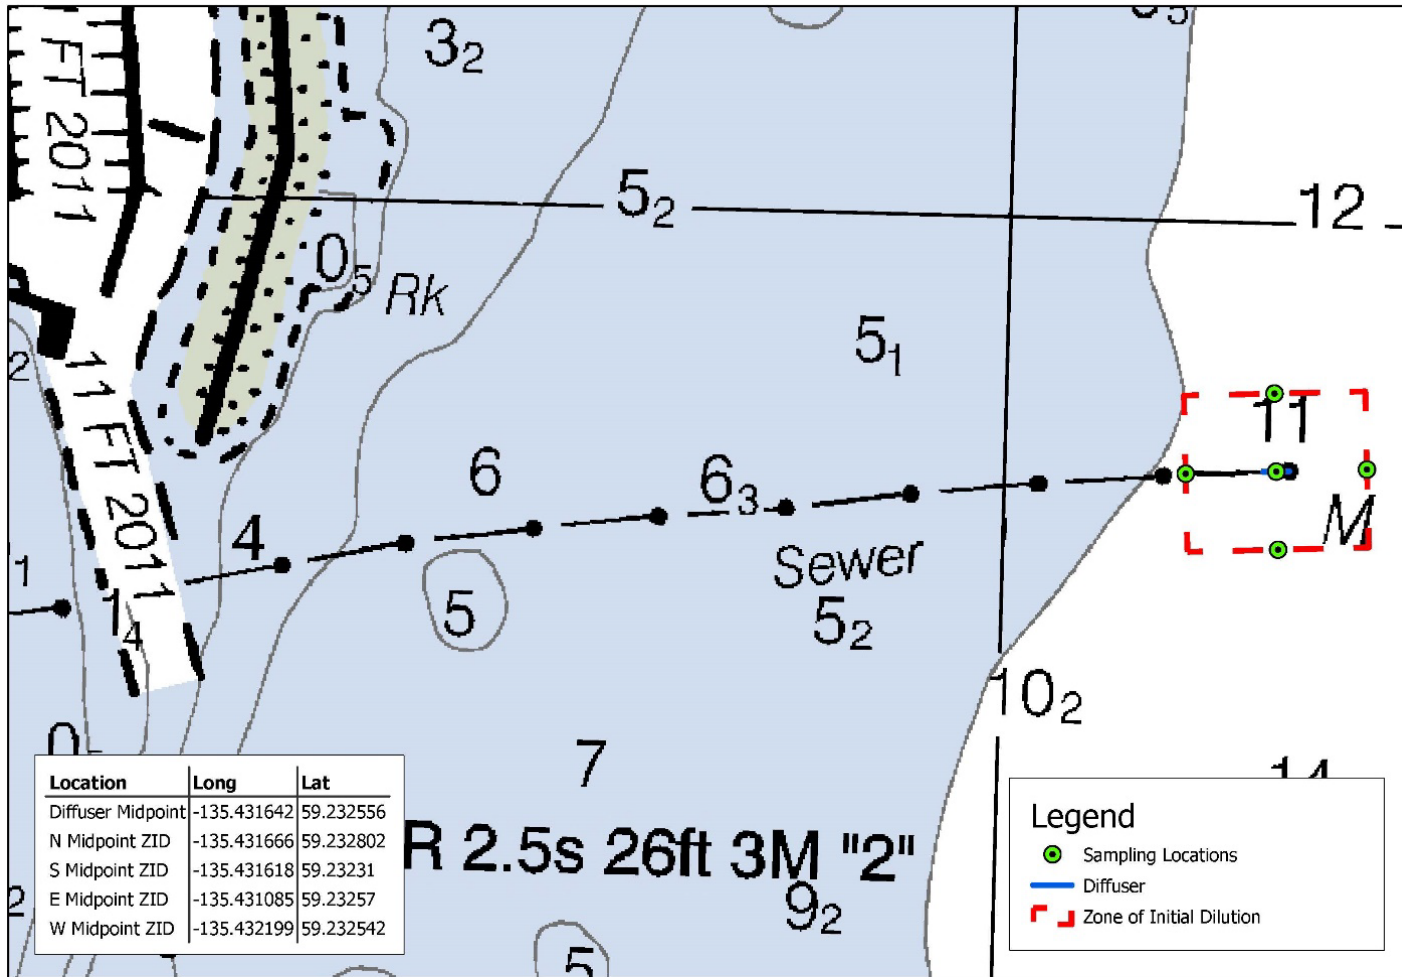 3₂
FT 2011
5₂
12
0₅ Rk
5₁
2
11 FT 2011
11
6
6₃
M
4
Sewer
1
5
5₂
1₄
10₂
7
14
R 2.5s 26ft 3M "2"
9₂
2
5
Location Long Lat
Diffuser Midpoint -135.431642 59.232556
N Midpoint ZID -135.431666 59.232802
S Midpoint ZID -135.431618 59.23231
E Midpoint ZID -135.431085 59.23257
W Midpoint ZID -135.432199 59.232542
Legend
Sampling Locations
Diffuser
Zone of Initial Dilution